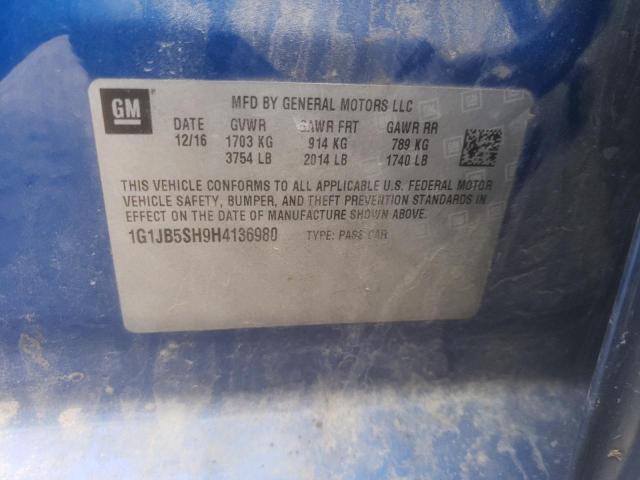 GM
MFD BY GENERAL MOTORS LLC
DATE GVWR GAWR FRT GAWR RR
12/16 1703 KG 914 KG 789 KG
3754 LB 2014 LB 1740 LB
THIS VEHICLE CONFORMS TO ALL APPLICABLE U.S. FEDERAL MOTOR
VEHICLE SAFETY, BUMPER, AND THEFT PREVENTION STANDARDS
IN EFFECT ON THE DATE OF MANUFACTURE SHOWN ABOVE.
1G1JB5SH9H4136980 TYPE: PASS CAR